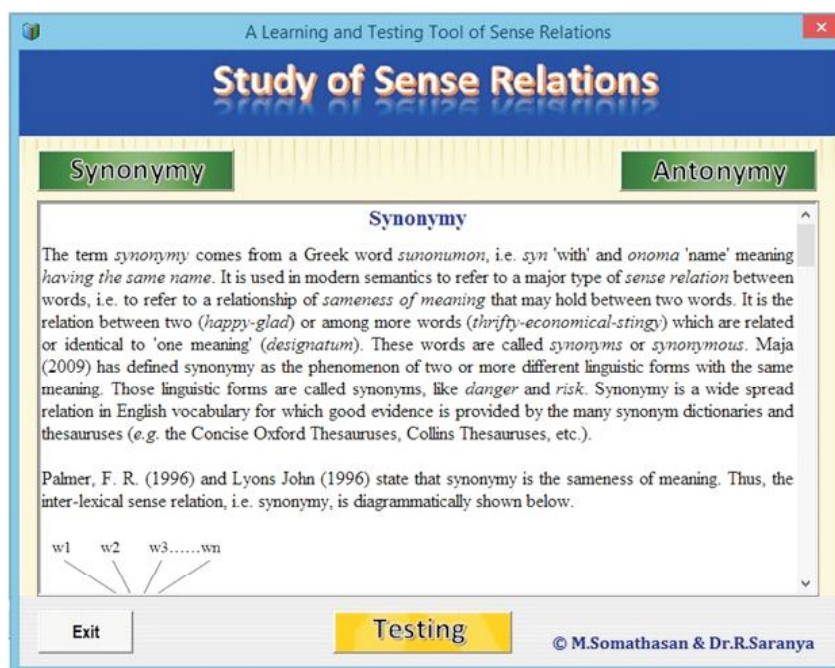 A Learning and Testing Tool of Sense Relations
Study of Sense Relations
Synonymy
Antonymy
Synonymy
The term synonymy comes from a Greek word sunonumon, i.e. syn 'with' and onoma 'name' meaning
having the same name. It is used in modern semantics to refer to a major type of sense relation between
words, i.e. to refer to a relationship of sameness of meaning that may hold between two words. It is the
relation between two (happy-glad) or among more words (thrifty-economical-stingy) which are related
or identical to 'one meaning' (designatum). These words are called synonyms or synonymous. Maja
(2009) has defined synonymy as the phenomenon of two or more different linguistic forms with the same
meaning. Those linguistic forms are called synonyms, like danger and risk. Synonymy is a wide spread
relation in English vocabulary for which good evidence is provided by the many synonym dictionaries and
thesauruses (e.g. the Concise Oxford Thesauruses, Collins Thesauruses, etc.).
Palmer, F. R. (1996) and Lyons John (1996) state that synonymy is the sameness of meaning. Thus, the
inter-lexical sense relation, i.e. synonymy, is diagrammatically shown below.
w1 w2 w3......wn
Exit
Testing
© M.Somathasan & Dr.R.Saranya